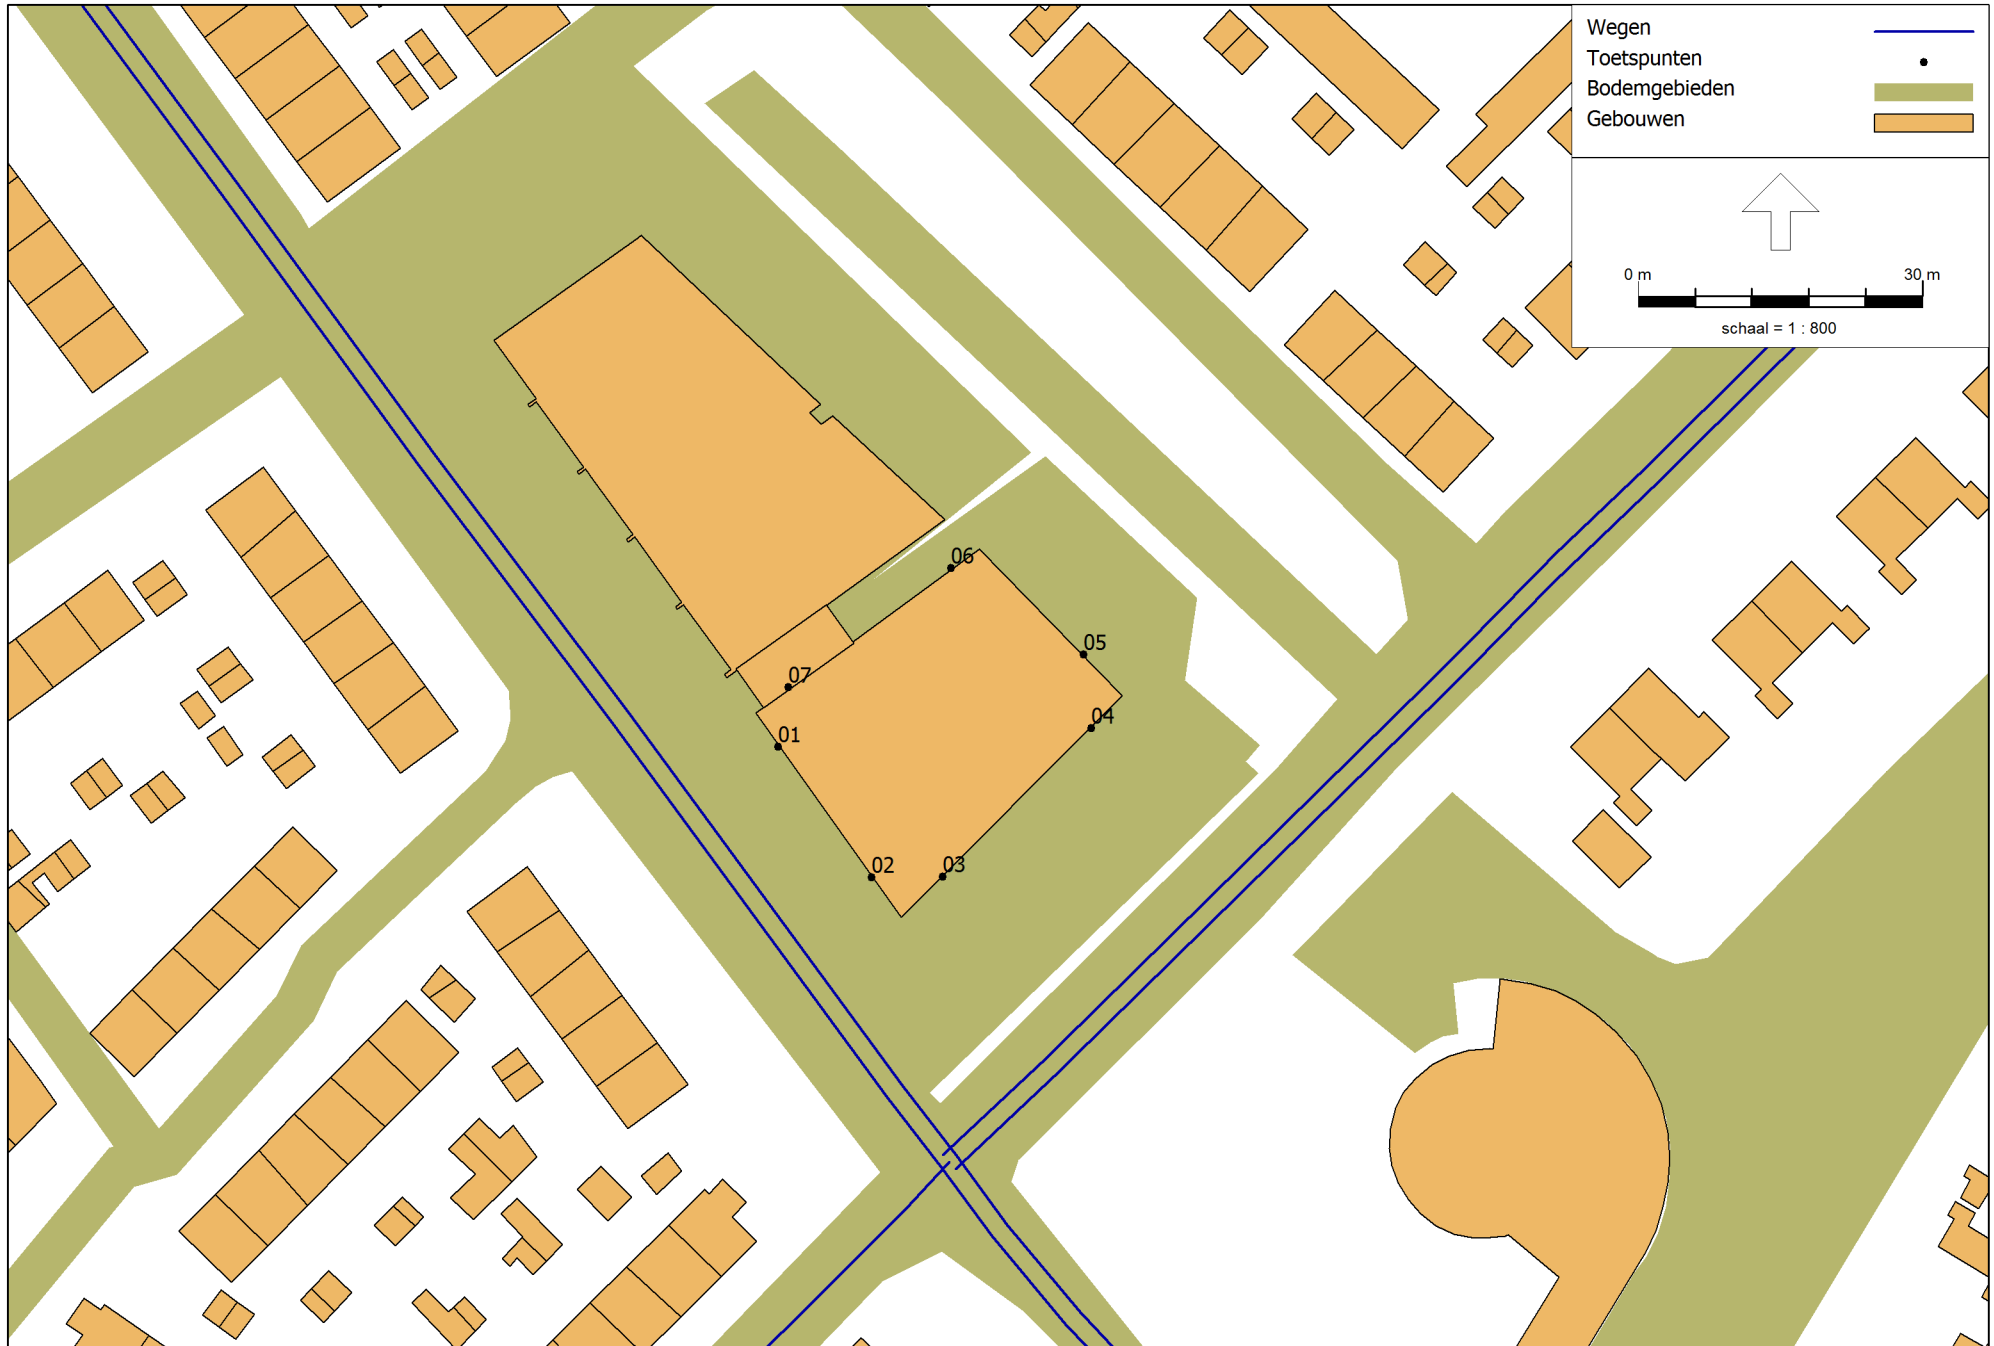 Wegen
Toetspunten
Bodemgebieden
Gebouwen
0 m 30 m
schaal = 1 : 800
06
05
07
04
01
02
03